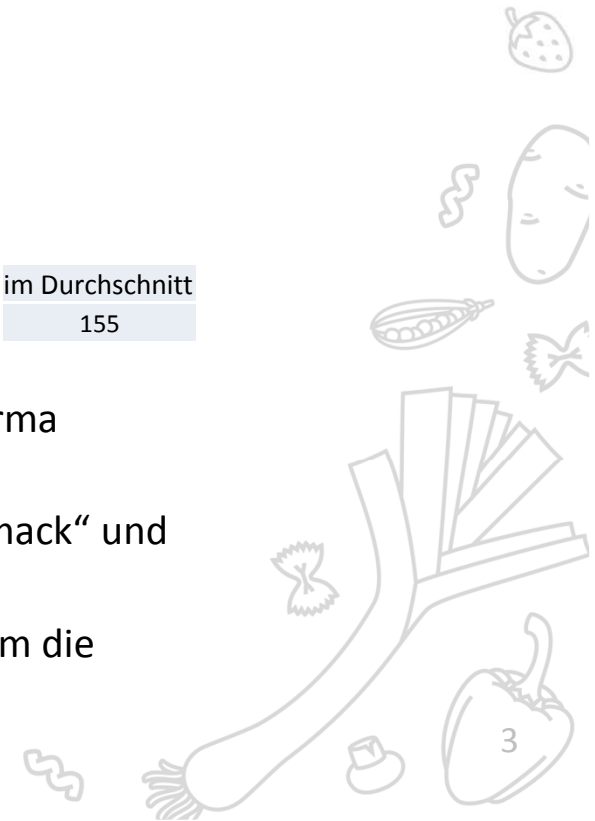 im Durchschnitt
155
rma
nack“ und
m die
3